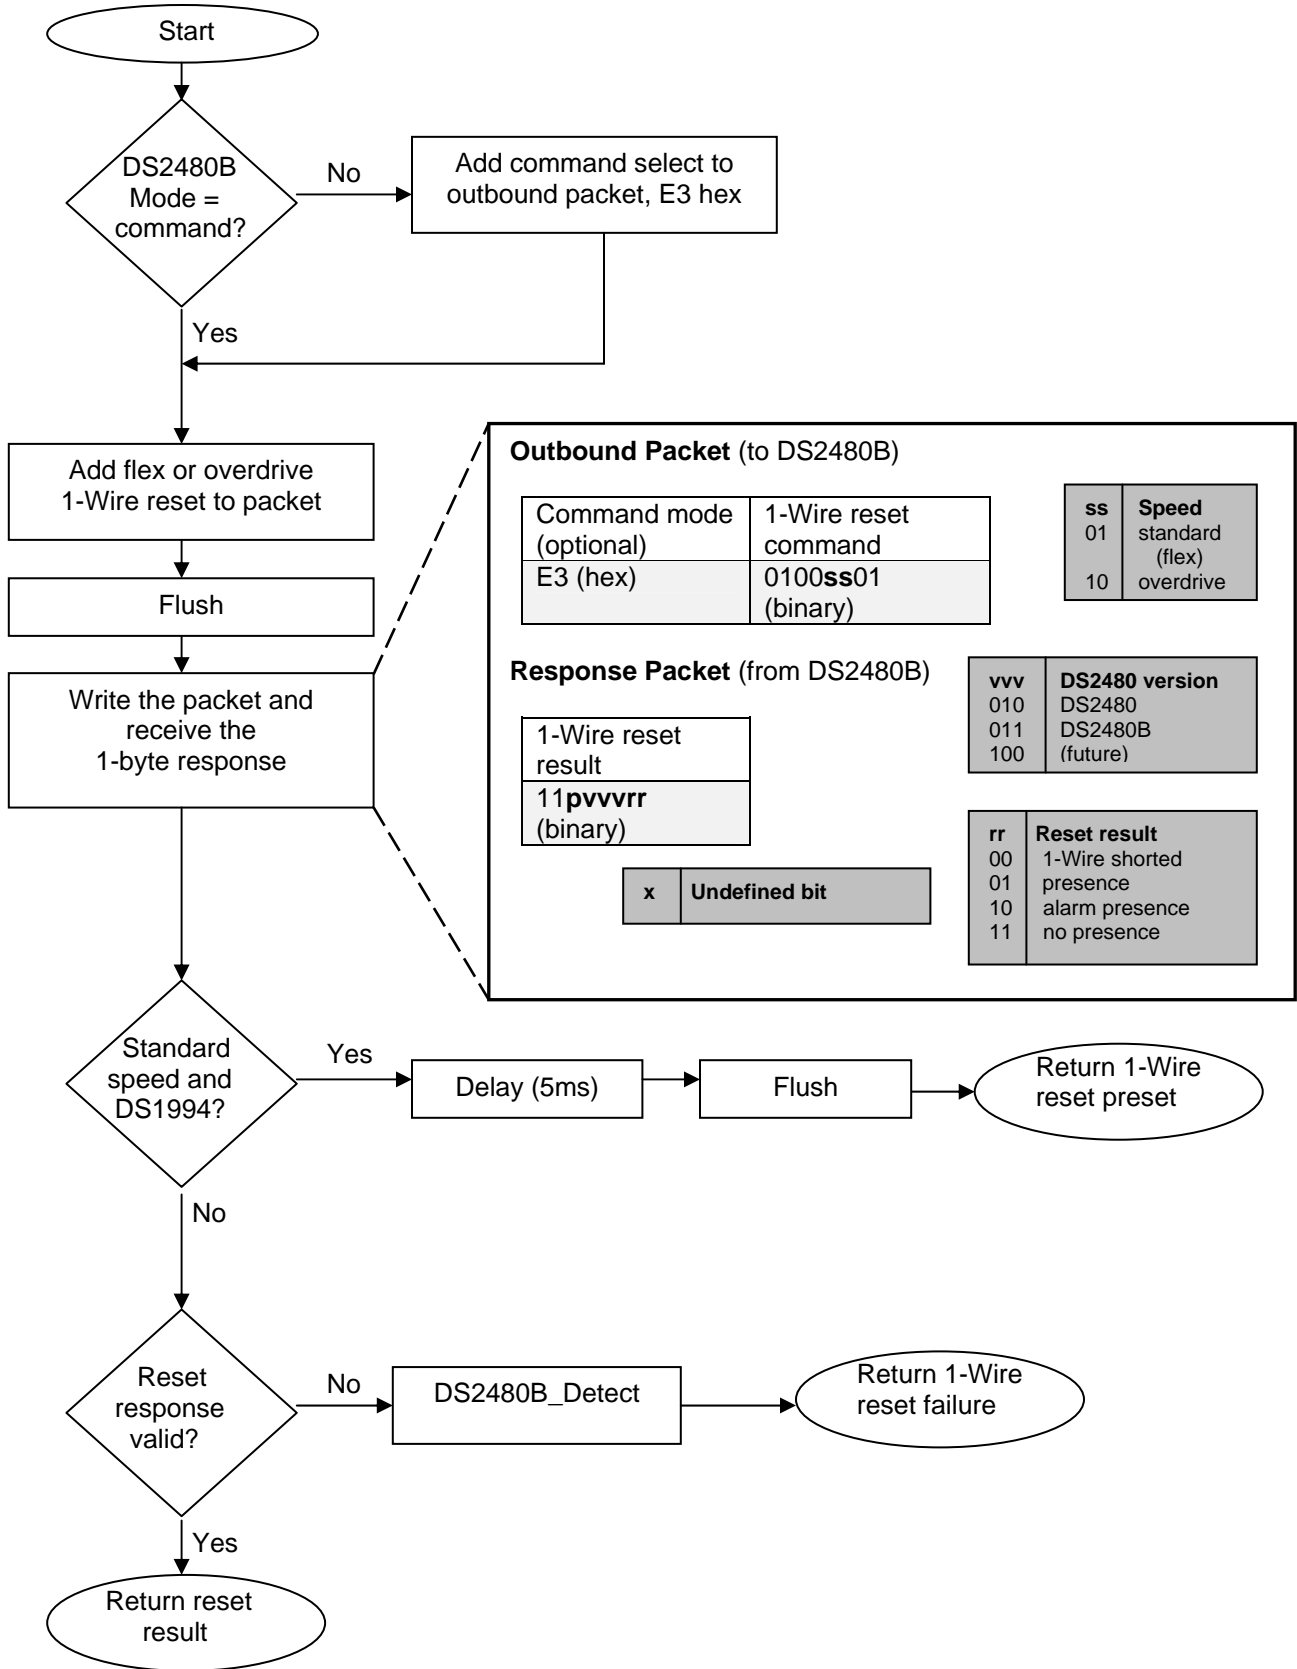 Start
DS2480B
Mode =
command?
No
Add command select to
outbound packet, E3 hex
Yes
Add flex or overdrive
1-Wire reset to packet
Flush
Write the packet and
receive the
1-byte response
Outbound Packet (to DS2480B)
Command mode
(optional)
1-Wire reset
command
E3 (hex)
0100ss01
(binary)
ss Speed
01 standard
(flex)
10 overdrive
Response Packet (from DS2480B)
1-Wire reset
result
11pvvvrr
(binary)
vvv DS2480 version
010 DS2480
011 DS2480B
100 (future)
x Undefined bit
rr Reset result
00 1-Wire shorted
01 presence
10 alarm presence
11 no presence
Standard
speed and
DS1994?
Yes
Delay (5ms)
Flush
Return 1-Wire
reset preset
No
Reset
response
valid?
No
DS2480B_Detect
Return 1-Wire
reset failure
Yes
Return reset
result